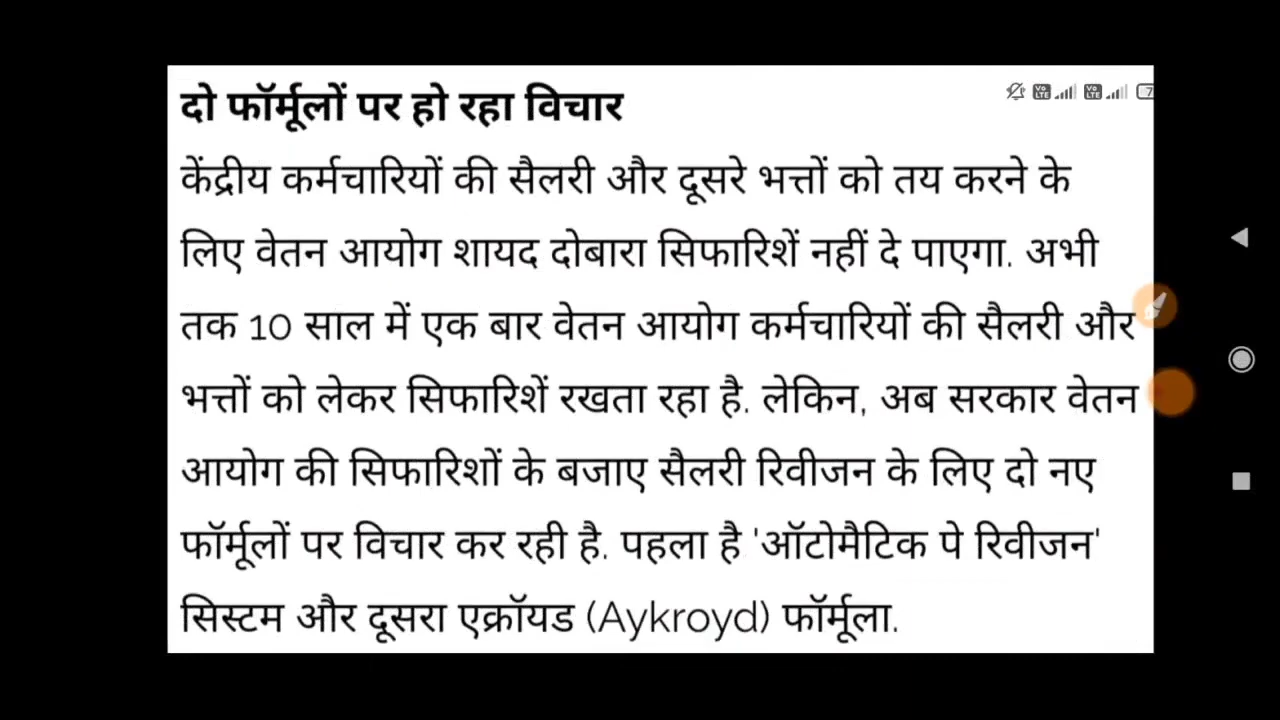 दो फॉर्मूलों पर हो रहा विचार
केंद्रीय कर्मचारियों की सैलरी और दूसरे भत्तों को तय करने के
लिए वेतन आयोग शायद दोबारा सिफारिशें नहीं दे पाएगा. अभी
तक 10 साल में एक बार वेतन आयोग कर्मचारियों की सैलरी और
भत्तों को लेकर सिफारिशें रखता रहा है. लेकिन, अब सरकार वेतन
आयोग की सिफारिशों के बजाए सैलरी रिवीजन के लिए दो नए
फॉर्मूलों पर विचार कर रही है. पहला है 'ऑटोमैटिक पे रिवीजन'
सिस्टम और दूसरा एक्रॉयड (Aykroyd) फॉर्मूला.